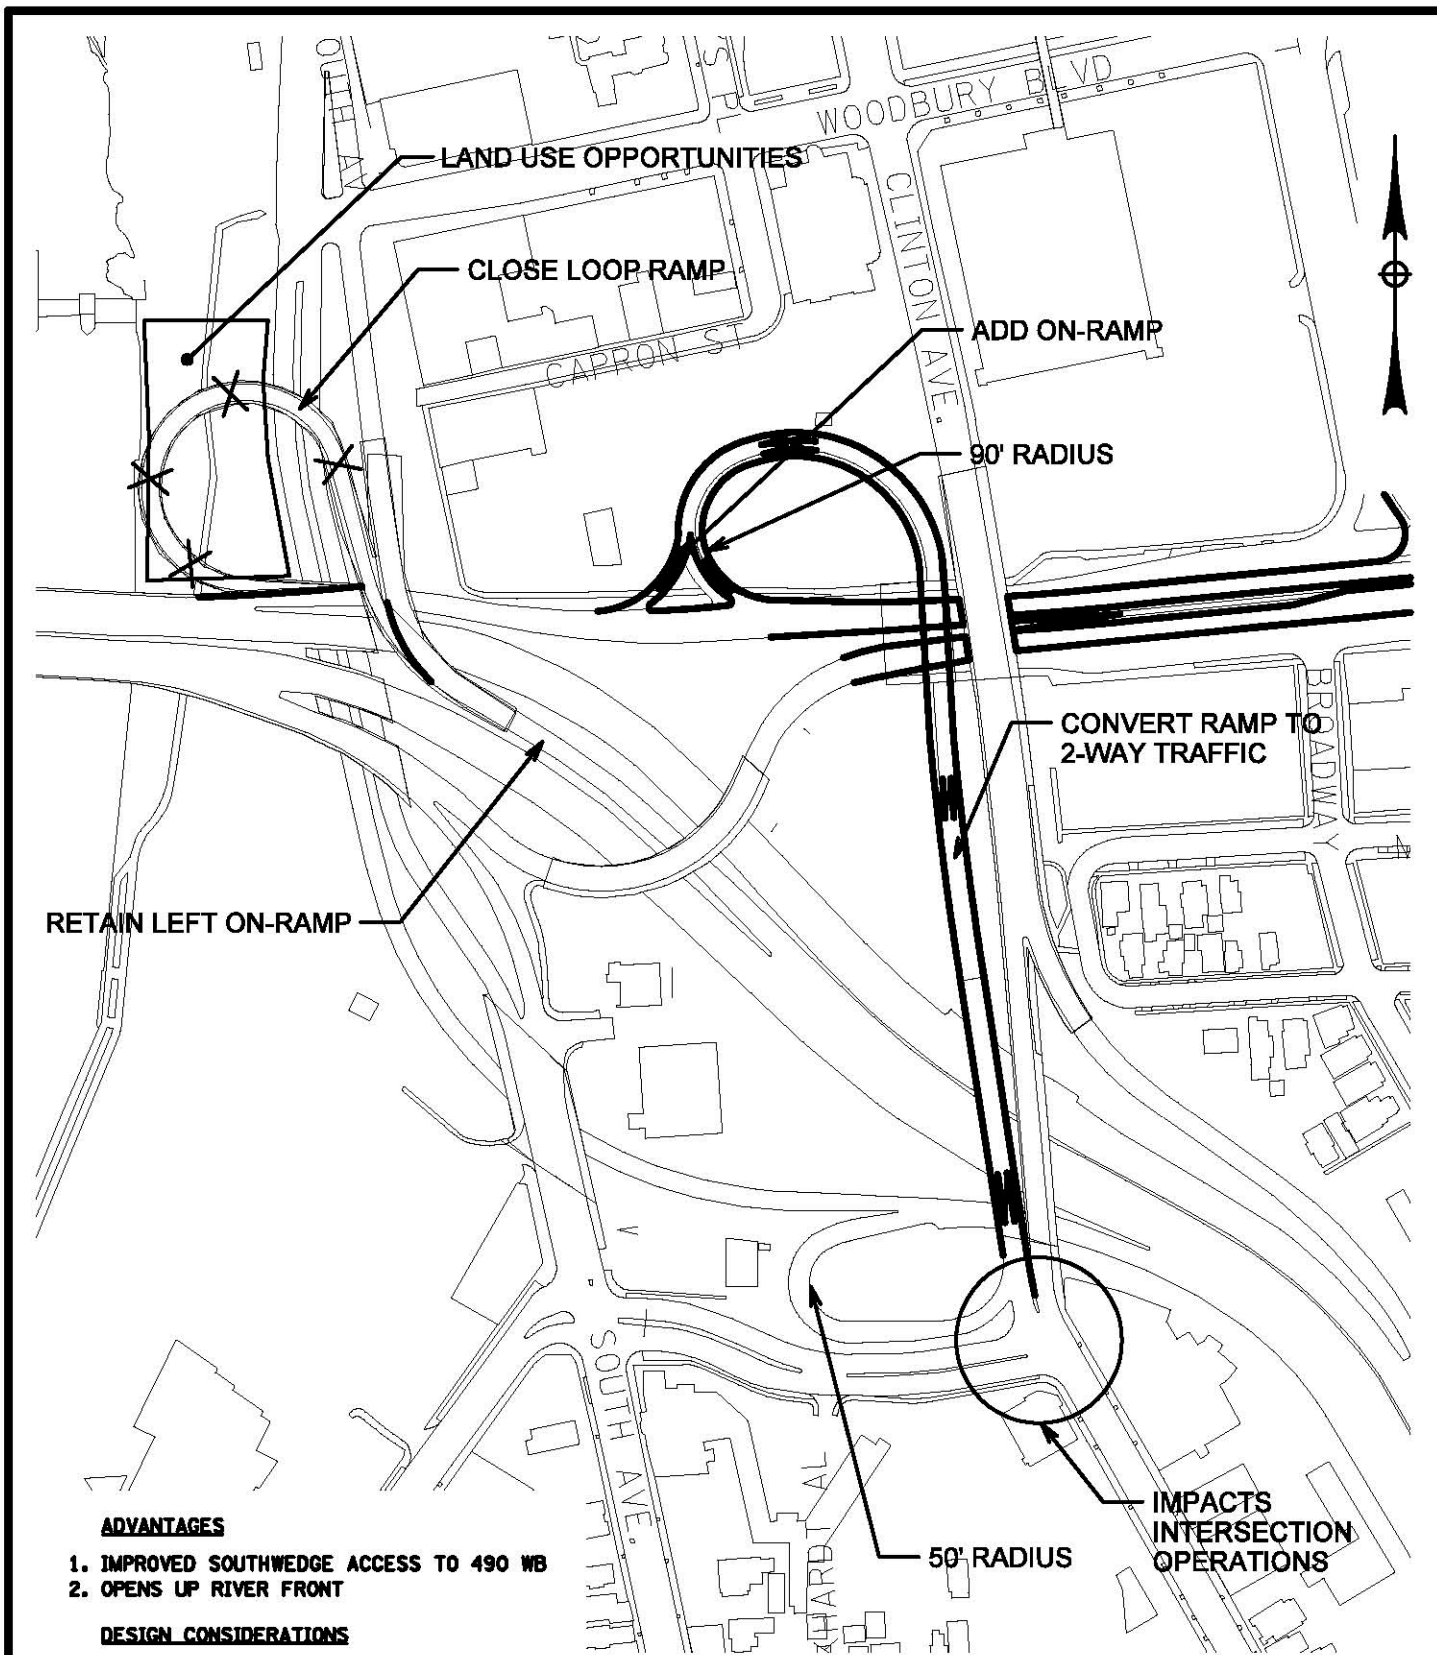 WOODBURY BLVD
LAND USE OPPORTUNITIES
CLINTON AVE.
CLOSE LOOP RAMP
ADD ON-RAMP
CAPRON ST
90' RADIUS
CONVERT RAMP TO
2-WAY TRAFFIC
BROADWAY
RETAIN LEFT ON-RAMP
SOUTH AVE.
IMPACTS
INTERSECTION
OPERATIONS
50' RADIUS
ADVANTAGES
1. IMPROVED SOUTHWEDGE ACCESS TO 490 WB
2. OPENS UP RIVER FRONT
DESIGN CONSIDERATIONS